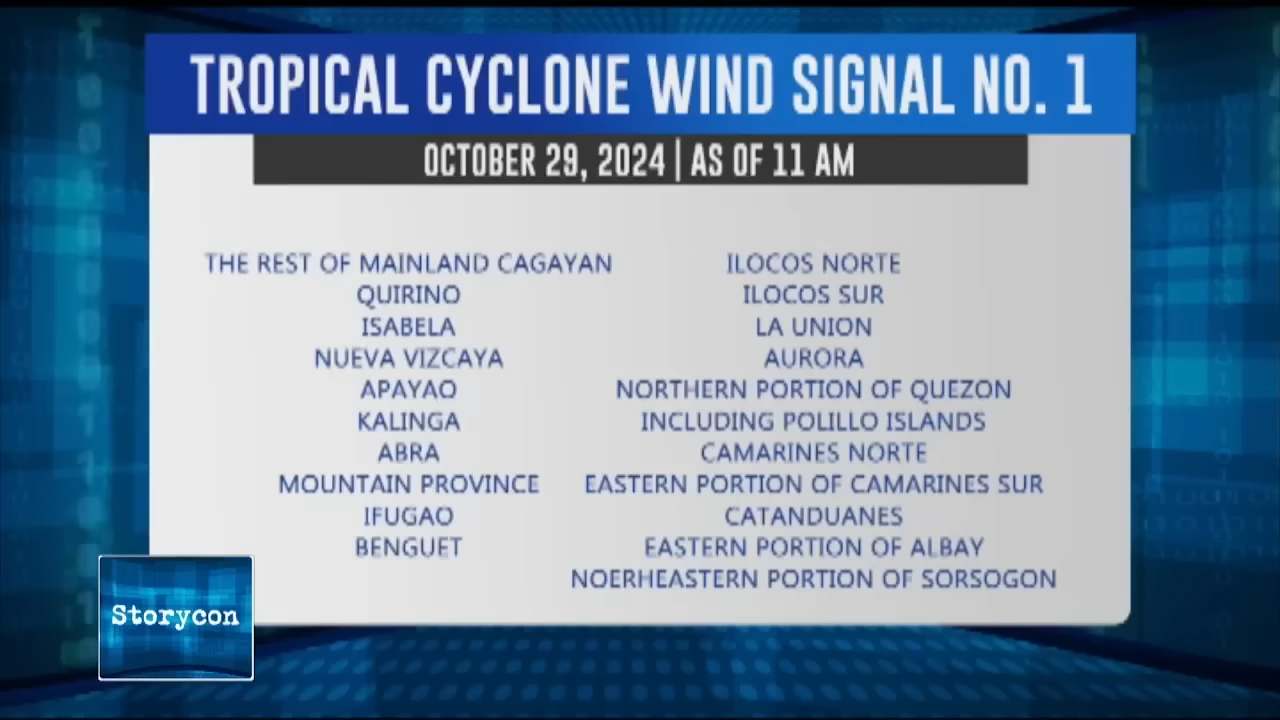 TROPICAL CYCLONE WIND SIGNAL NO. 1
OCTOBER 29, 2024 | AS OF 11 AM
THE REST OF MAINLAND CAGAYAN
QUIRINO
ISABELA
NUEVA VIZCAYA
APAYAO
KALINGA
ABRA
MOUNTAIN PROVINCE
IFUGAO
BENGUET
ILOCOS NORTE
ILOCOS SUR
LA UNION
AURORA
NORTHERN PORTION OF QUEZON
INCLUDING POLILLO ISLANDS
CAMARINES NORTE
EASTERN PORTION OF CAMARINES SUR
CATANDUANES
EASTERN PORTION OF ALBAY
NOERHEASTERN PORTION OF SORSOGON
Storycon